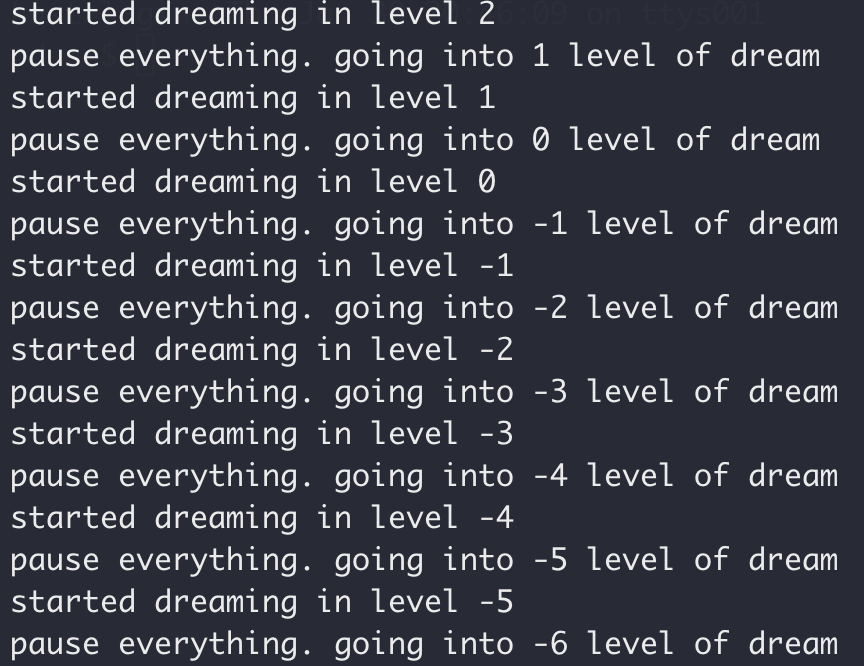 started dreaming in level 2
pause everything. going into 1 level of dream
started dreaming in level 1
pause everything. going into 0 level of dream
started dreaming in level 0
pause everything. going into -1 level of dream
started dreaming in level -1
pause everything. going into -2 level of dream
started dreaming in level -2
pause everything. going into -3 level of dream
started dreaming in level -3
pause everything. going into -4 level of dream
started dreaming in level -4
pause everything. going into -5 level of dream
started dreaming in level -5
pause everything. going into -6 level of dream